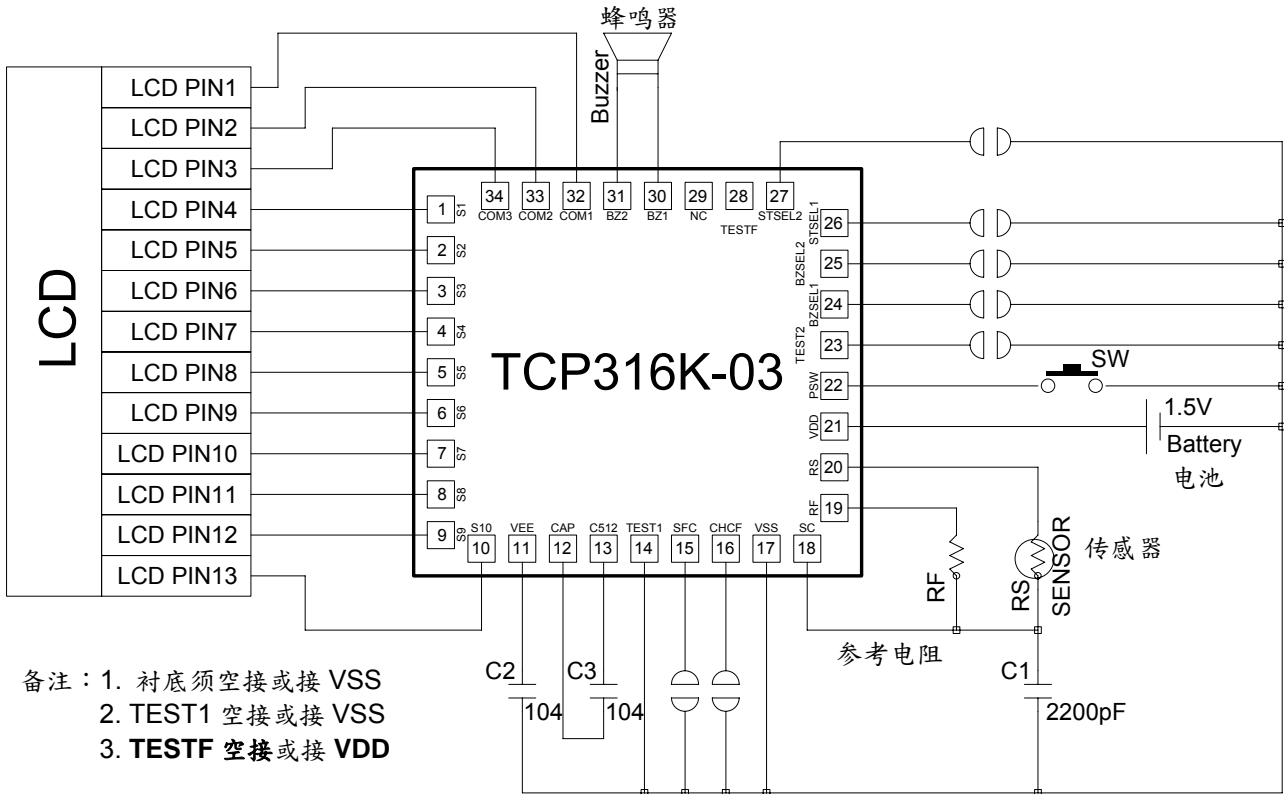 蜂鸣器
Buzzer
LCD
LCD PIN1
LCD PIN2
LCD PIN3
LCD PIN4
LCD PIN5
LCD PIN6
LCD PIN7
LCD PIN8
LCD PIN9
LCD PIN10
LCD PIN11
LCD PIN12
LCD PIN13
34 33 32 31 30 29 28 27
COM3 COM2 COM1 BZ2 BZ1 NC TESTF STSEL2
1 S1
2 S2
3 S3
4 S4
5 S5
6 S6
7 S7
8 S8
9 S9
TCP316K-03
STSEL1 26
BZSEL2 25
BZSEL1 24
TEST2 23
PSW 22
VDD 21
RS 20
RF 19
S10 VEE CAP C512 TEST1 SFC CHCF VSS SC
10 11 12 13 14 15 16 17 18
SW
1.5V
Battery
电池
RF
RS
SENSOR
传感器
参考电阻
C2
104
C3
104
C1
2200pF
备注：1. 衬底须空接或接 VSS
2. TEST1 空接或接 VSS
3. TESTF 空接或接 VDD